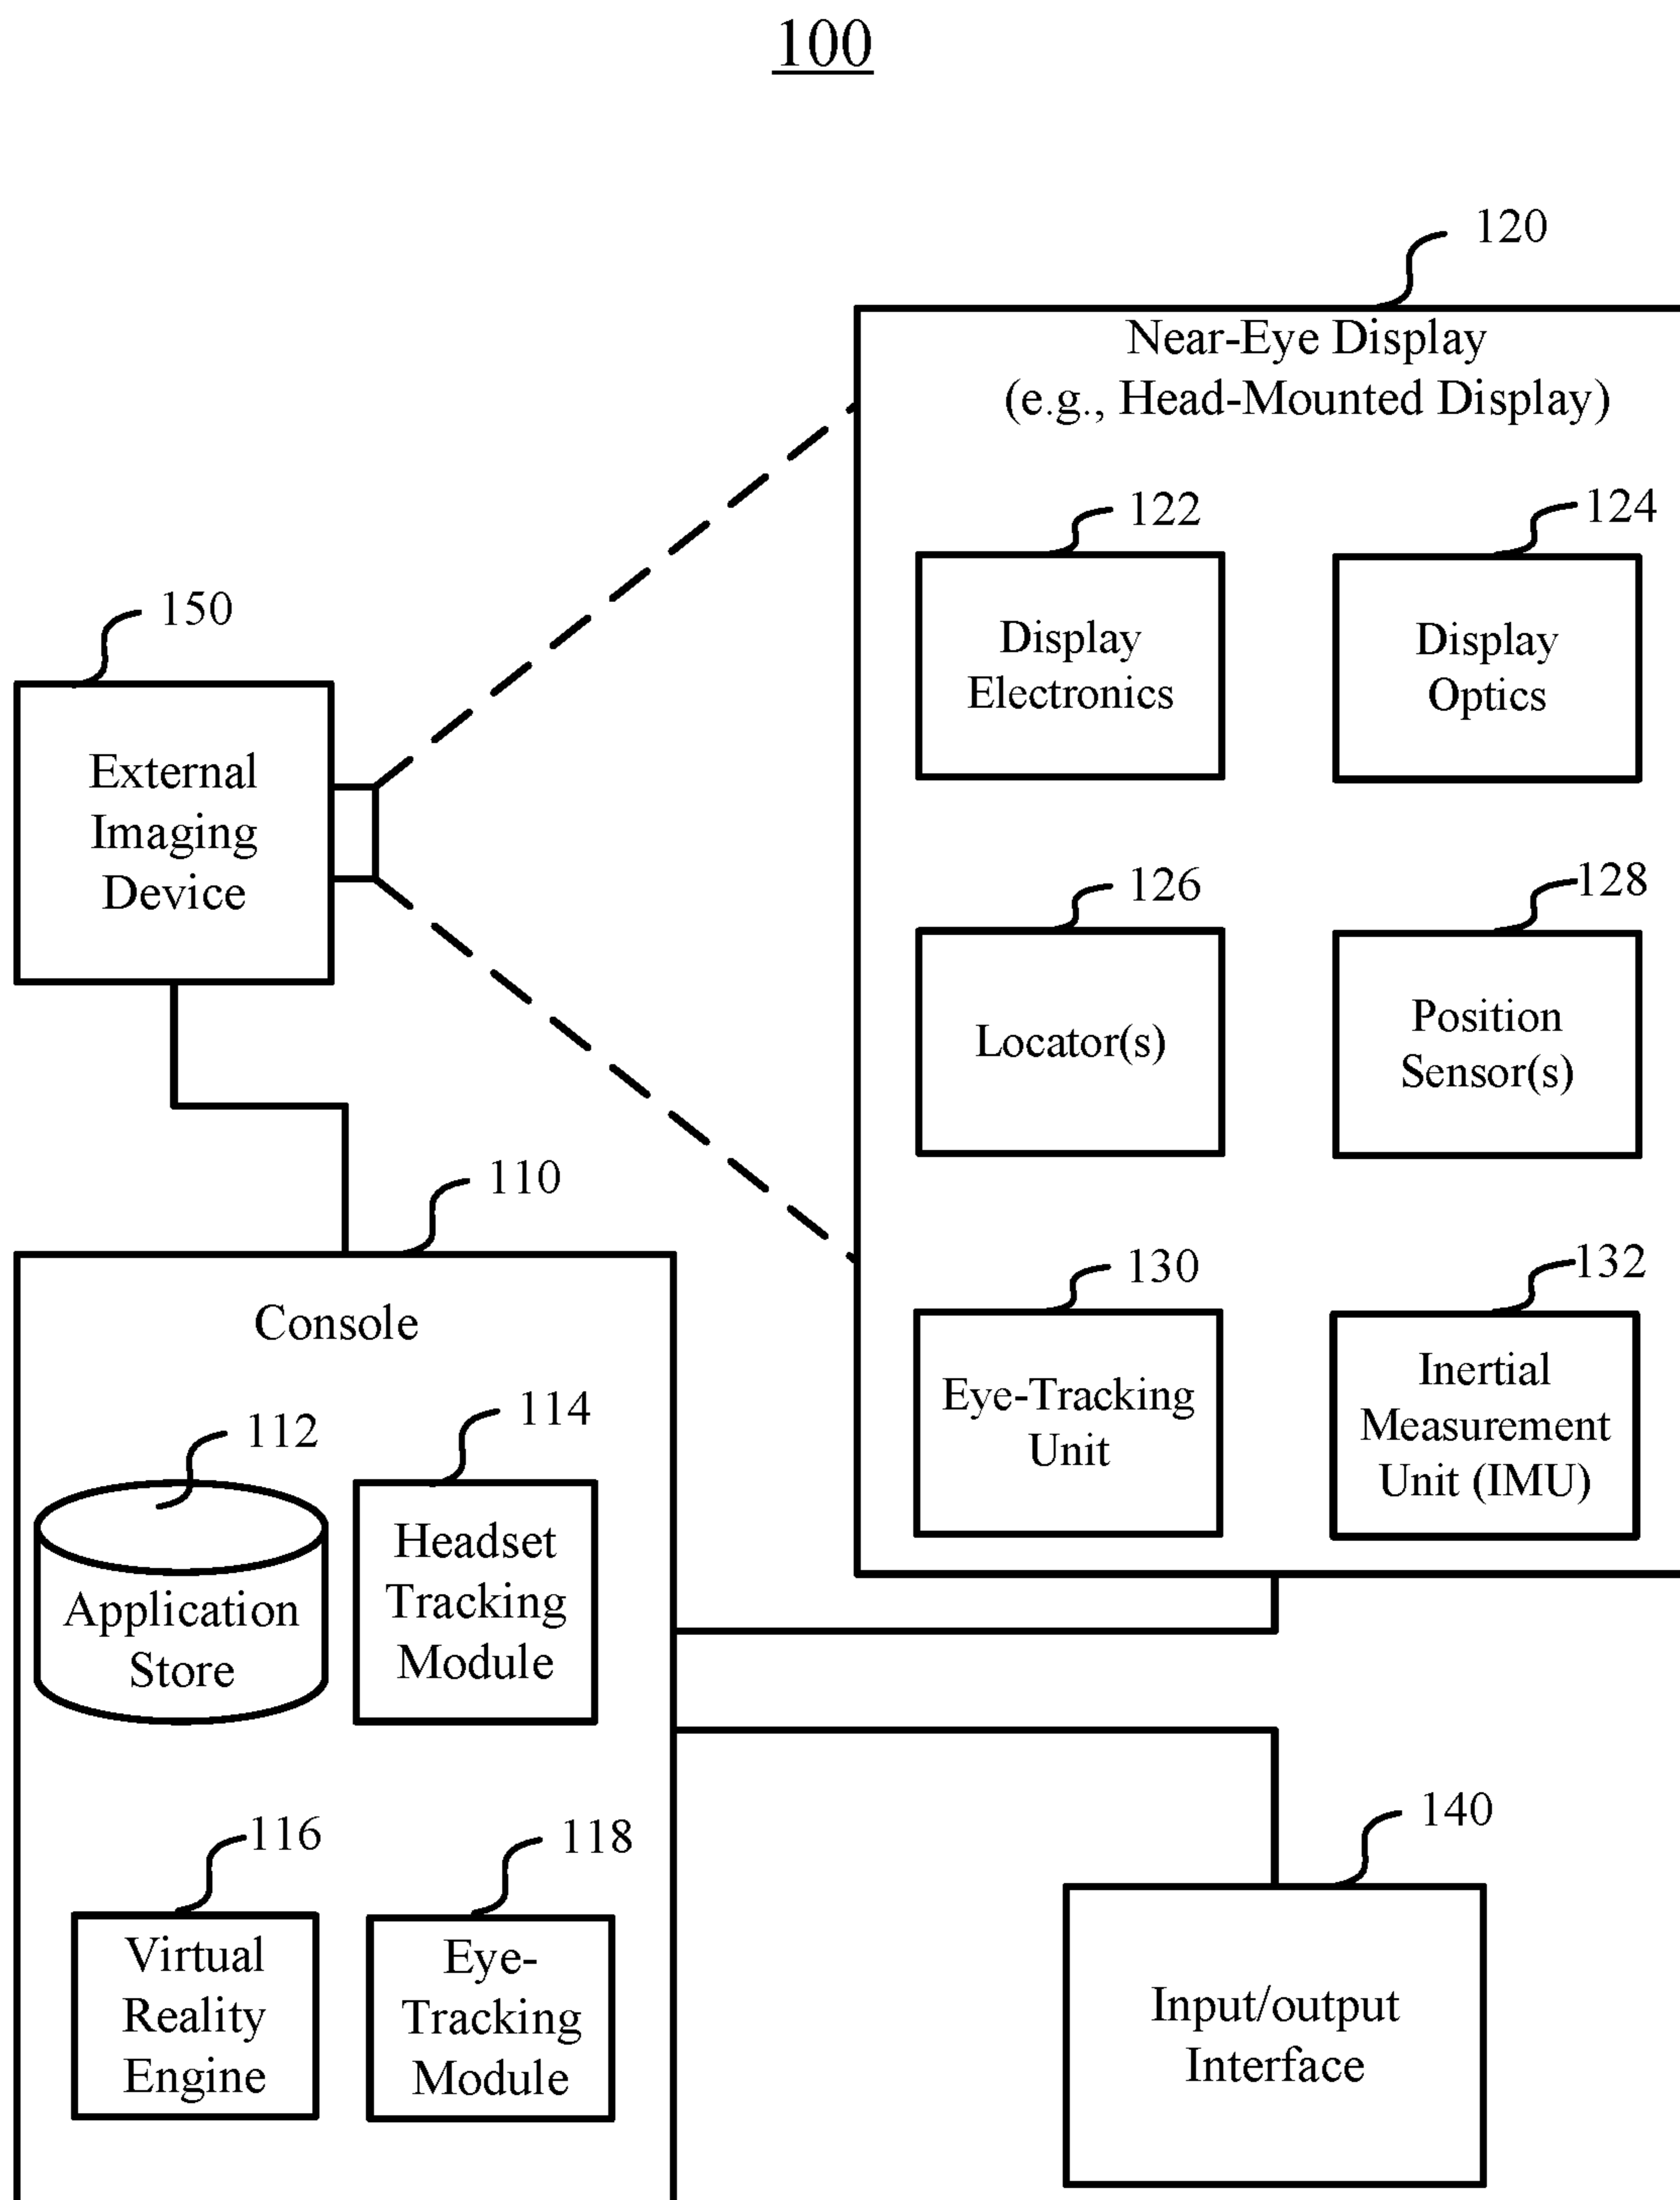 100
120
Near-Eye Display
(e.g., Head-Mounted Display)
122
124
Display
Electronics
Display
Optics
150
External
Imaging
Device
126
128
Locator(s)
Position
Sensor(s)
110
130
132
Console
Eye-Tracking
Unit
Inertial
Measurement
Unit (IMU)
112
114
Application
Store
Headset
Tracking
Module
116
118
140
Virtual
Reality
Engine
Eye-
Tracking
Module
Input/output
Interface